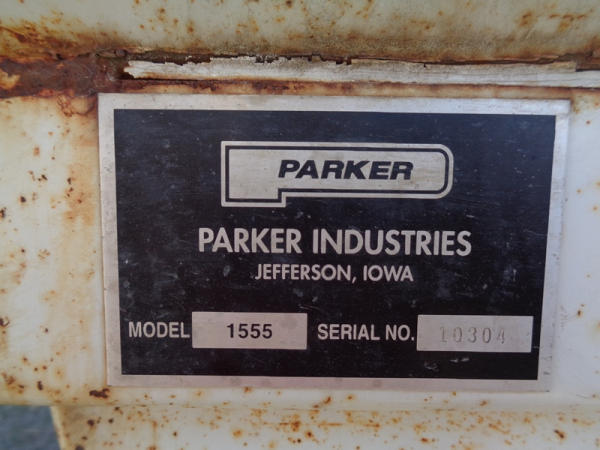 PARKER
PARKER INDUSTRIES
JEFFERSON, IOWA
MODEL 1555 SERIAL NO. 10304